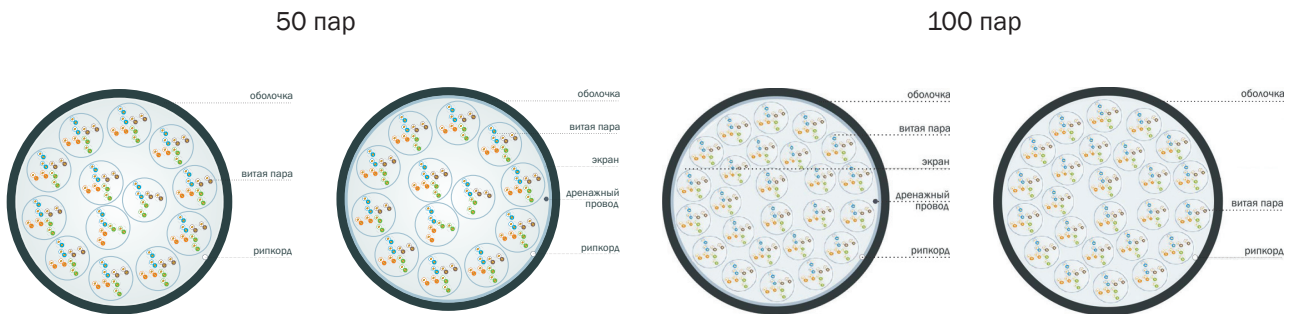 50 пар
100 пар
оболочка
витая пара
рипкорд
оболочка
витая пара
экран
дренажный
провод
рипкорд
оболочка
витая пара
экран
дренажный
провод
рипкорд
оболочка
витая пара
рипкорд